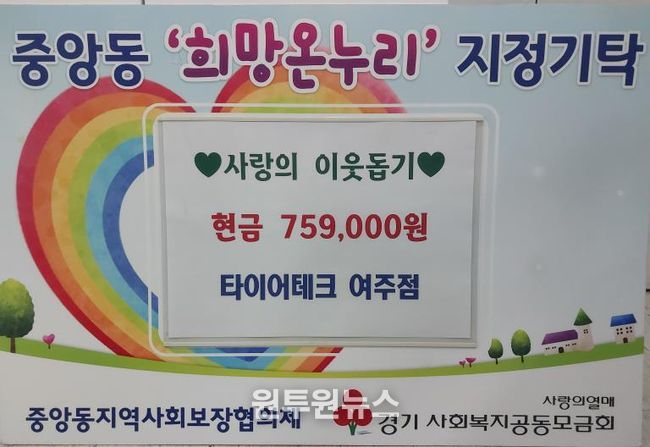 중앙동 '희망온누리' 지정기탁
♥사랑의 이웃돕기♥
현금 759,000원
타이어테크 여주점
원투원뉴스
중앙동지역사회보장협의체
사랑의열매
경기 사회복지공동모금회